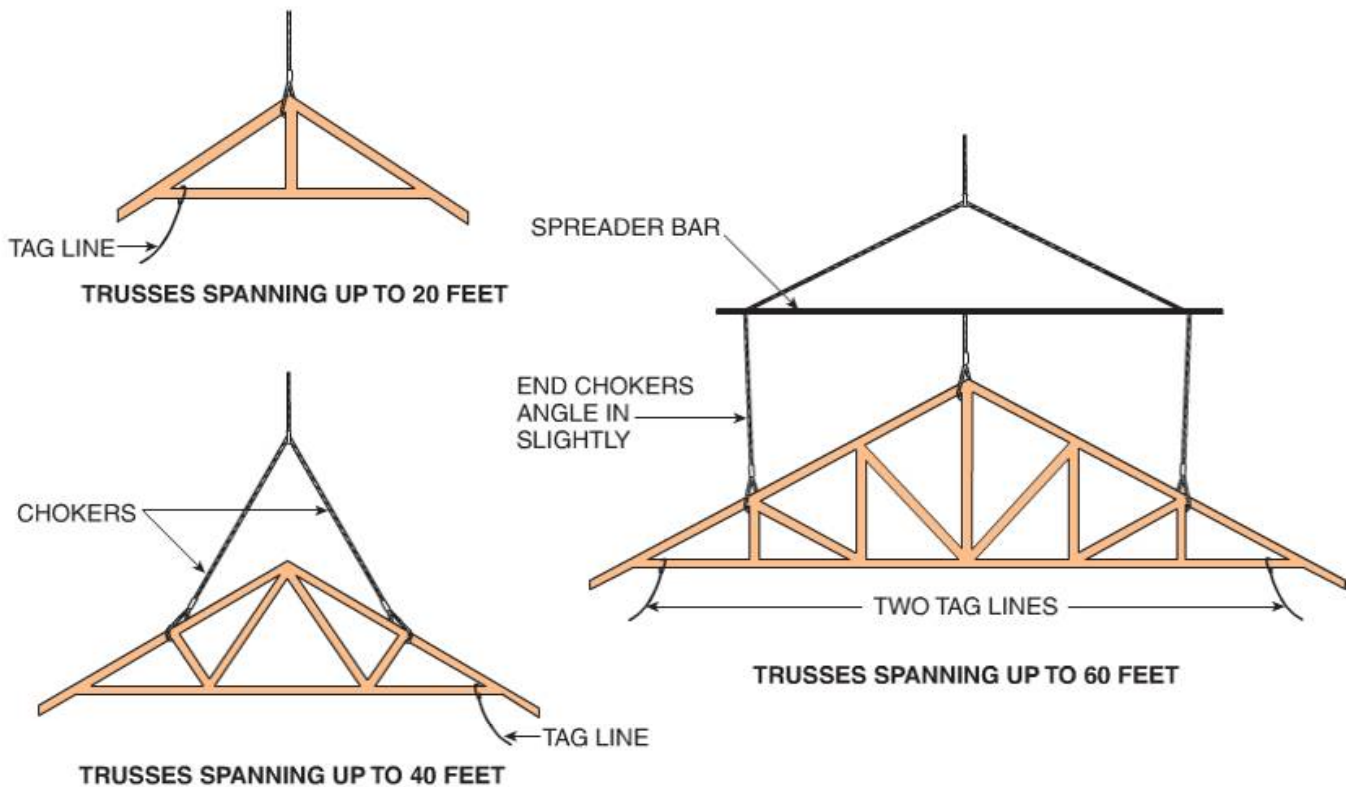 TAG LINE
TRUSSES SPANNING UP TO 20 FEET
CHOKERS
TAG LINE
TRUSSES SPANNING UP TO 40 FEET
SPREADER BAR
END CHOKERS
ANGLE IN
SLIGHTLY
TWO TAG LINES
TRUSSES SPANNING UP TO 60 FEET